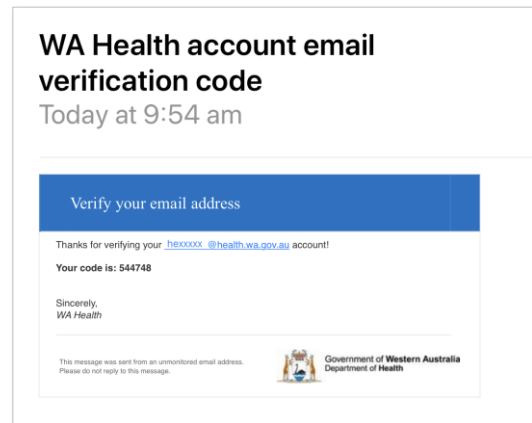 WA Health account email
verification code
Today at 9:54 am
Verify your email address
Thanks for verifying your hexxxxx @health.wa.gov.au account!
Your code is: 544748
Sincerely,
WA Health
This message was sent from an unmonitored email address.
Please do not reply to this message.
Government of Western Australia
Department of Health